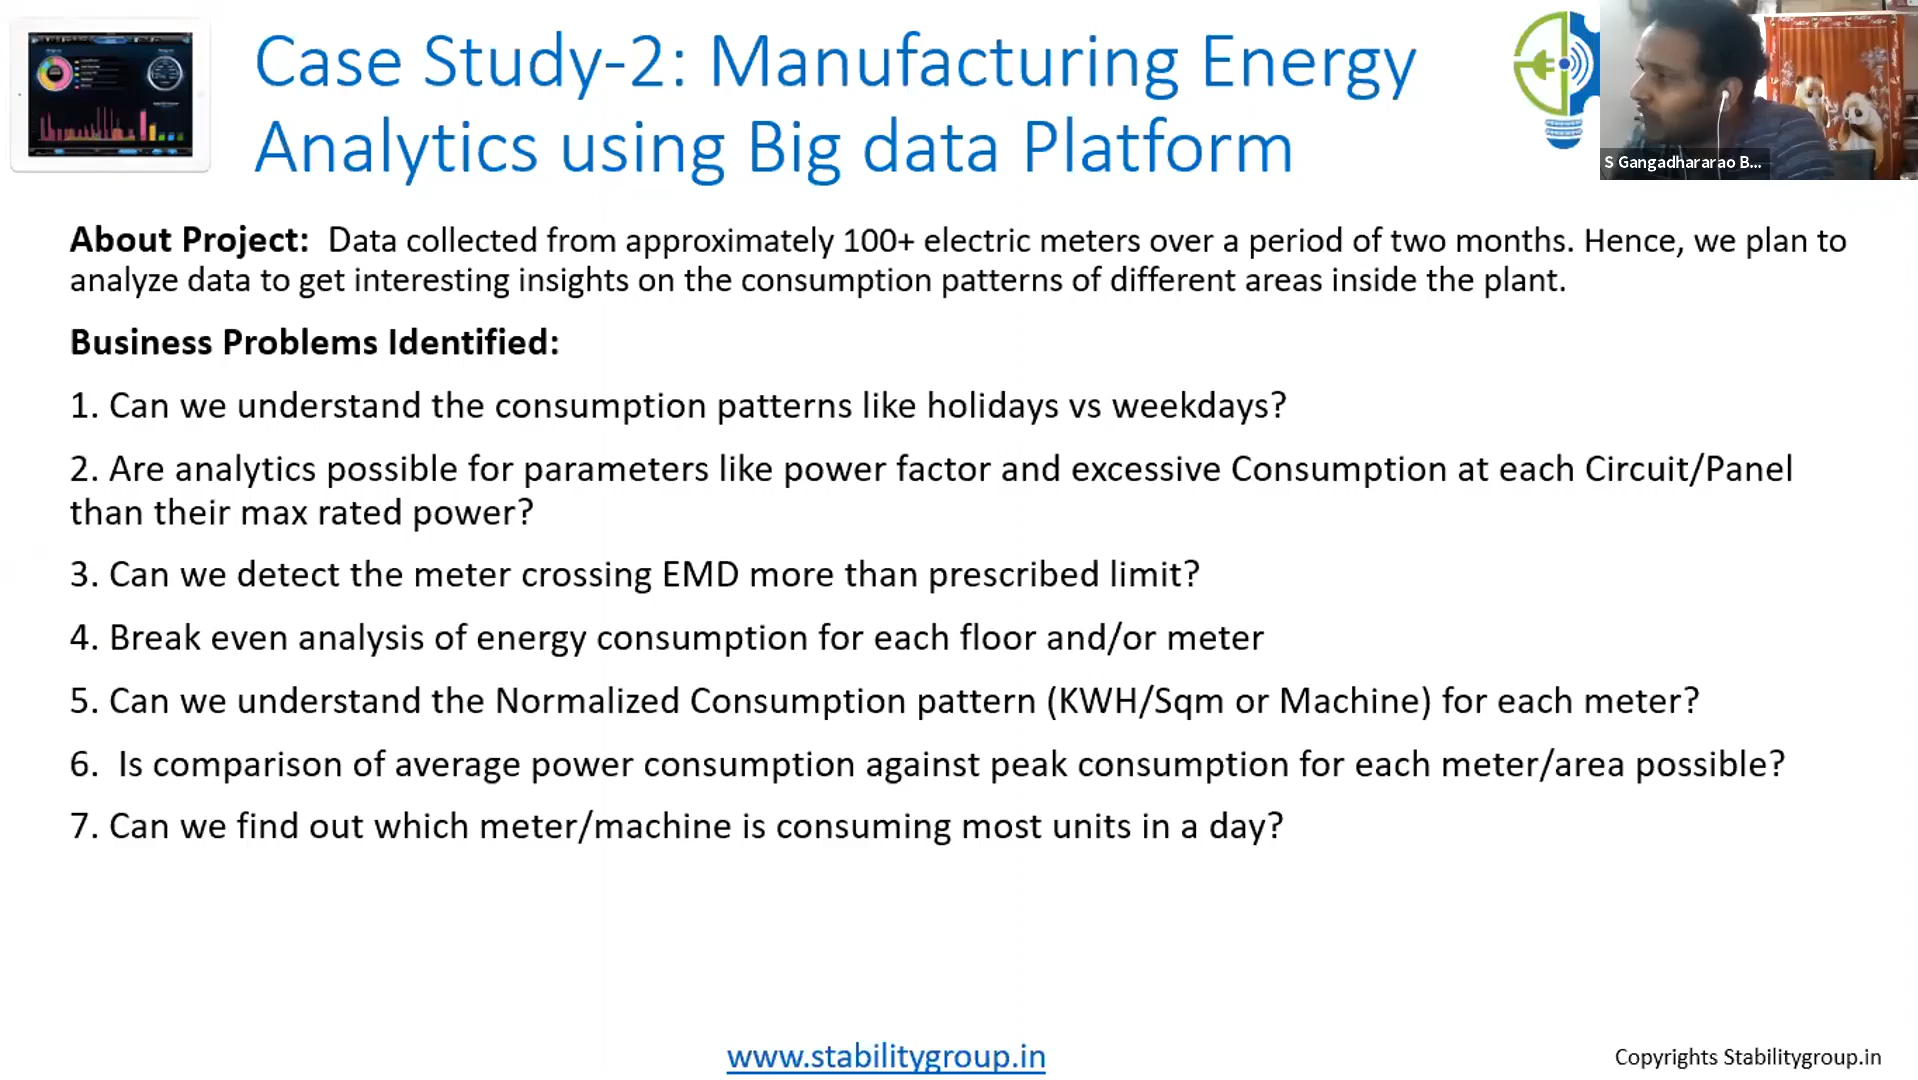 Case Study-2: Manufacturing Energy
Analytics using Big data Platform
S Gangadhararao B...
About Project:  Data collected from approximately 100+ electric meters over a period of two months. Hence, we plan to
analyze data to get interesting insights on the consumption patterns of different areas inside the plant.
Business Problems Identified:
1. Can we understand the consumption patterns like holidays vs weekdays?
2. Are analytics possible for parameters like power factor and excessive Consumption at each Circuit/Panel
than their max rated power?
3. Can we detect the meter crossing EMD more than prescribed limit?
4. Break even analysis of energy consumption for each floor and/or meter
5. Can we understand the Normalized Consumption pattern (KWH/Sqm or Machine) for each meter?
6.  Is comparison of average power consumption against peak consumption for each meter/area possible?
7. Can we find out which meter/machine is consuming most units in a day?
www.stabilitygroup.in
Copyrights Stabilitygroup.in